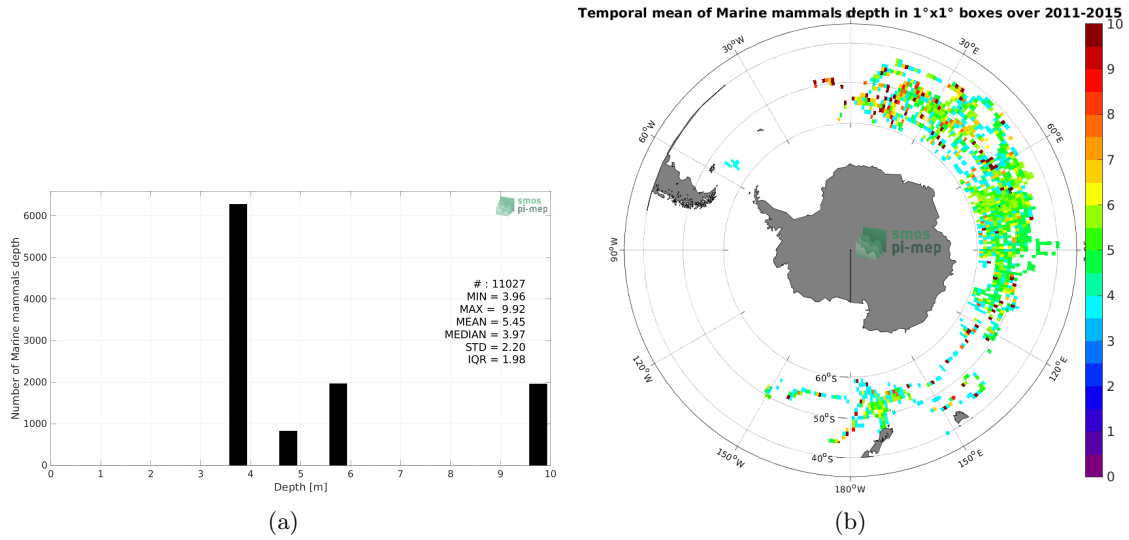 Temporal mean of Marine mammals depth in 1°x1° boxes over 2011-2015
Number of Marine mammals depth
6000
5000
4000
3000
2000
1000
0
0 1 2 3 4 5 6 7 8 9 10
Depth [m]
smos
pi-mep
# : 11027
MIN = 3.96
MAX = 9.92
MEAN = 5.45
MEDIAN = 3.97
STD = 2.20
IQR = 1.98
(a)
30°W
30°E
60°W
60°E
90°W
120°W
120°E
150°W
150°E
180°W
60°S
50°S
40°S
smos
pi-mep
10
9
8
7
6
5
4
3
2
1
0
(b)